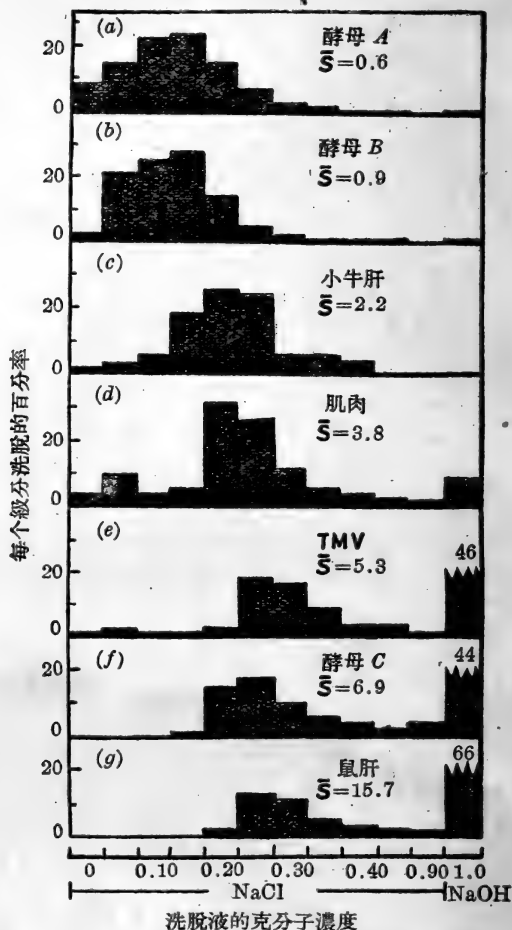 每个級分洗脫的百分率
(a)
酵母 A
S̄=0.6
20
0
(b)
酵母 B
S̄=0.9
20
0
(c)
小牛肝
S̄=2.2
20
0
(d)
肌肉
S̄=3.8
20
0
(e)
TMV
S̄=5.3
46
20
0
(f)
酵母 C
S̄=6.9
44
20
0
(g)
鼠肝
S̄=15.7
66
20
0
0 0.10 0.20 0.30 0.40 0.90 1.0
NaCl NaOH
洗脫液的克分子濃度